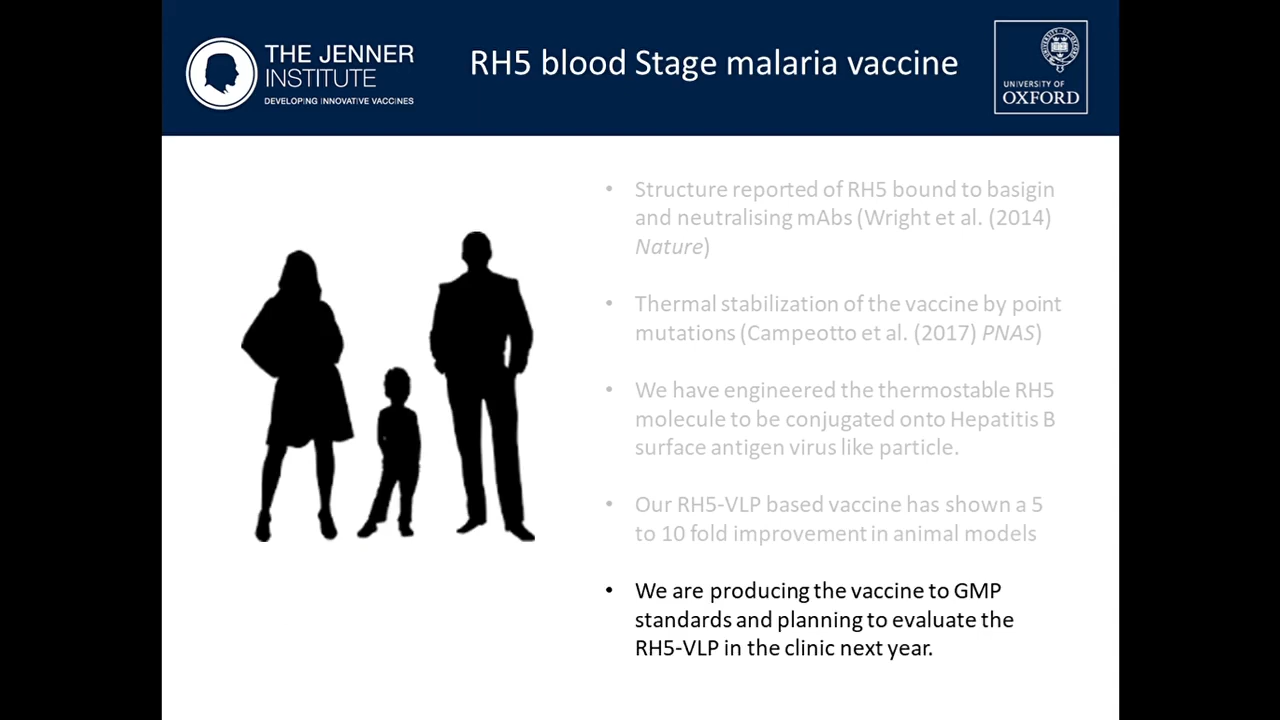 THE JENNER
INSTITUTE
DEVELOPING INNOVATIVE VACCINES
RH5 blood Stage malaria vaccine
UNIVERSITY OF
OXFORD
• Structure reported of RH5 bound to basigin
and neutralising mAbs (Wright et al. (2014)
Nature)
• Thermal stabilization of the vaccine by point
mutations (Campeotto et al. (2017) PNAS)
• We have engineered the thermostable RH5
molecule to be conjugated onto Hepatitis B
surface antigen virus like particle.
• Our RH5-VLP based vaccine has shown a 5
to 10 fold improvement in animal models
• We are producing the vaccine to GMP
standards and planning to evaluate the
RH5-VLP in the clinic next year.